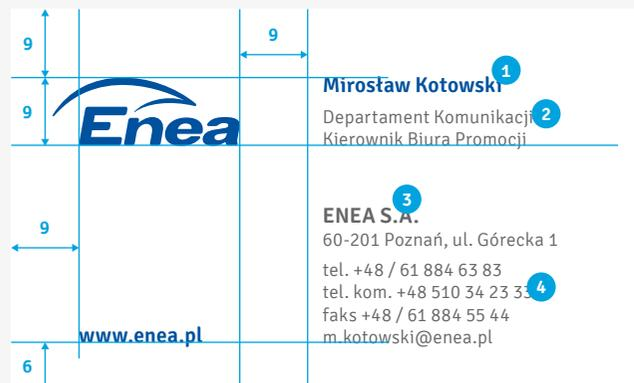 9
9
9
Enea
Mirosław Kotowski
1
Departament Komunikacji
2
Kierownik Biura Promocji
3
ENEA S.A.
60-201 Poznań, ul. Górecka 1
9
tel. +48 / 61 884 63 83
tel. kom. +48 510 34 23 33
4
faks +48 / 61 884 55 44
www.enea.pl
m.kotowski@enea.pl
6